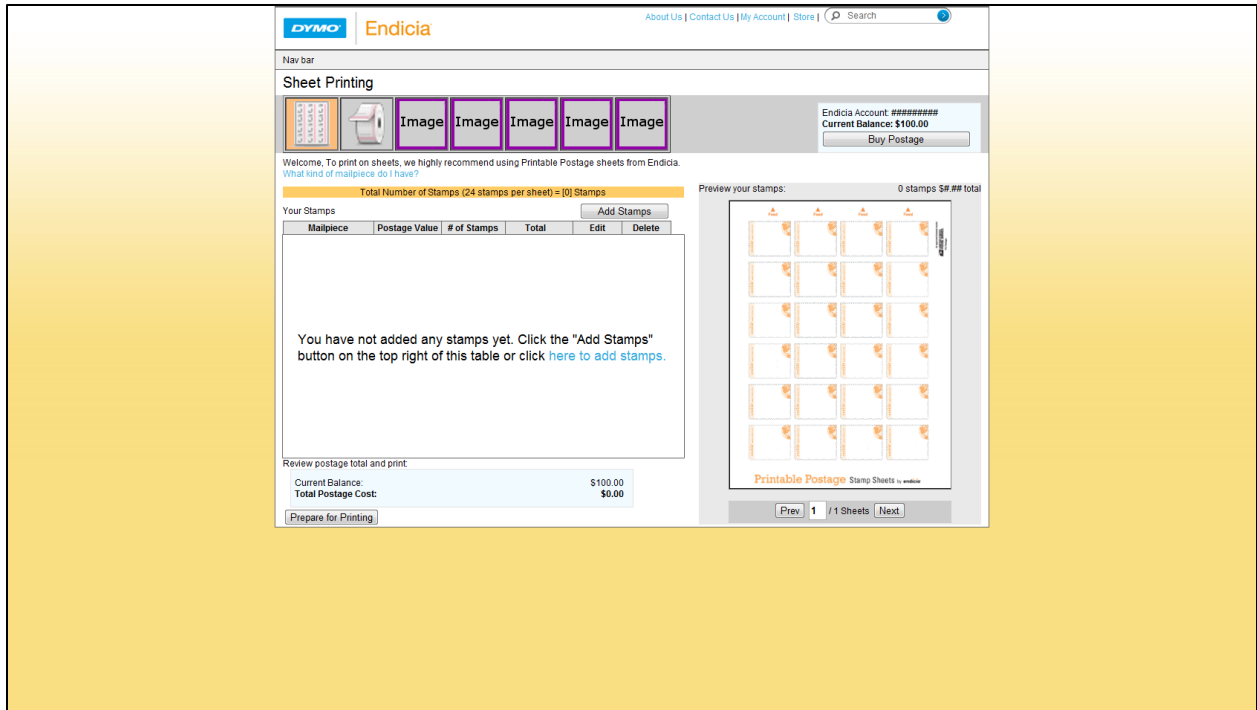 DYMO Endicia
About Us | Contact Us | My Account | Store | Search
Nav bar
Sheet Printing
Image Image Image Image Image
Endicia Account: #########
Current Balance: $100.00
Buy Postage
Welcome, To print on sheets, we highly recommend using Printable Postage sheets from Endicia.
What kind of mailpiece do I have?
Total Number of Stamps (24 stamps per sheet) = [0] Stamps
Your Stamps Add Stamps
Mailpiece Postage Value # of Stamps Total Edit Delete
You have not added any stamps yet. Click the "Add Stamps"
button on the top right of this table or click here to add stamps.
Review postage total and print:
Current Balance: $100.00
Total Postage Cost: $0.00
Prepare for Printing
Preview your stamps: 0 stamps $#.## total
Feed Feed Feed Feed
Printable Postage Stamp Sheets by endicia
Prev 1 / 1 Sheets Next